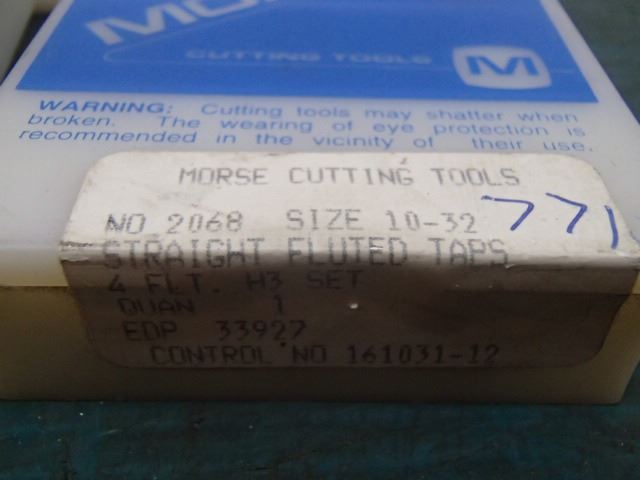 MORSE
CUTTING TOOLS M
WARNING: Cutting tools may shatter when
broken. The wearing of eye protection is
recommended in the vicinity of their use.
MORSE CUTTING TOOLS
NO 2068 SIZE 10-32 771
STRAIGHT FLUTED TAPS
4 FLT. H3 SET
QUAN 1
EDP 33927
CONTROL NO 161031-12